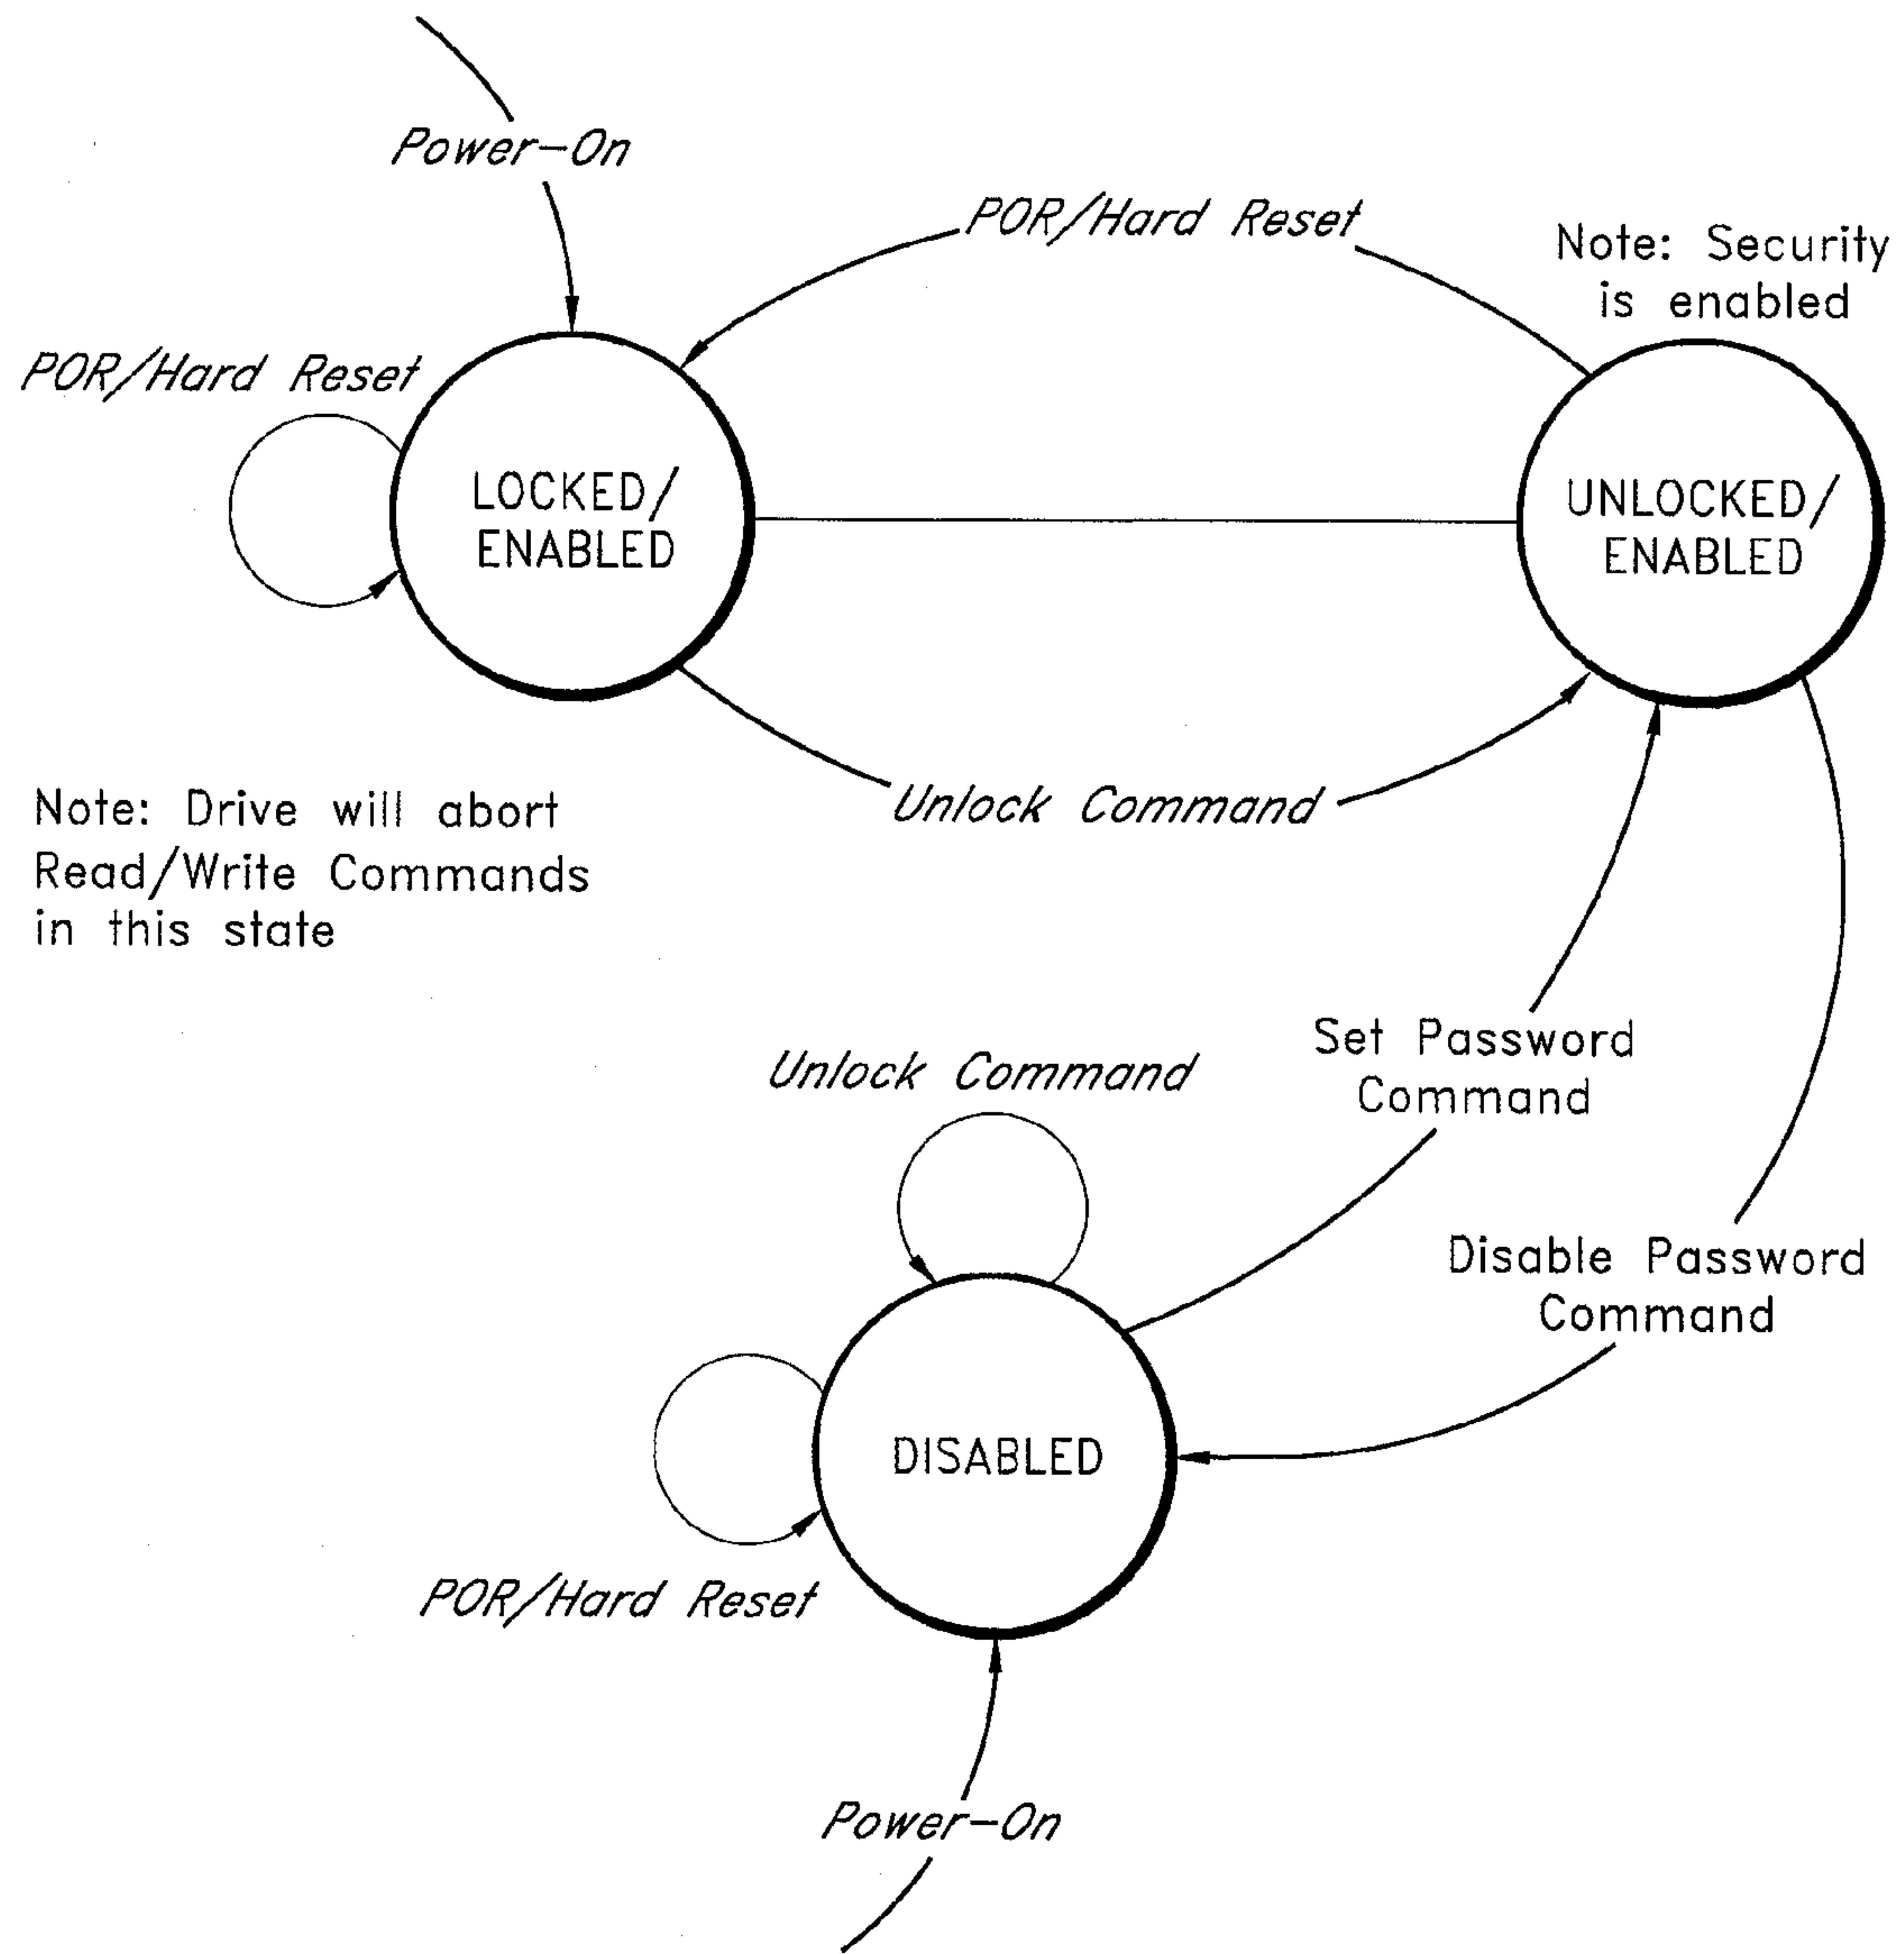 Power-On
POR/Hard Reset
Note: Security
is enabled
POR/Hard Reset
LOCKED/
ENABLED
UNLOCKED/
ENABLED
Unlock Command
Note: Drive will abort
Read/Write Commands
in this state
Set Password
Command
Unlock Command
Disable Password
Command
DISABLED
POR/Hard Reset
Power-On